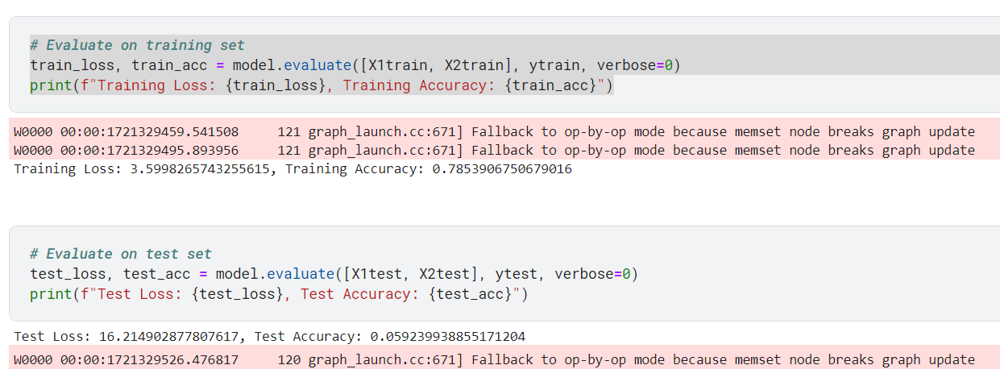 # Evaluate on training set
train_loss, train_acc = model.evaluate([X1train, X2train], ytrain, verbose=0)
print(f"Training Loss: {train_loss}, Training Accuracy: {train_acc}")
W0000 00:00:1721329459.541508     121 graph_launch.cc:671] Fallback to op-by-op mode because memset node breaks graph update
W0000 00:00:1721329495.893956     121 graph_launch.cc:671] Fallback to op-by-op mode because memset node breaks graph update
Training Loss: 3.5998265743255615, Training Accuracy: 0.7853906750679016
# Evaluate on test set
test_loss, test_acc = model.evaluate([X1test, X2test], ytest, verbose=0)
print(f"Test Loss: {test_loss}, Test Accuracy: {test_acc}")
Test Loss: 16.214902877807617, Test Accuracy: 0.059239938855171204
W0000 00:00:1721329526.476817     120 graph_launch.cc:671] Fallback to op-by-op mode because memset node breaks graph update